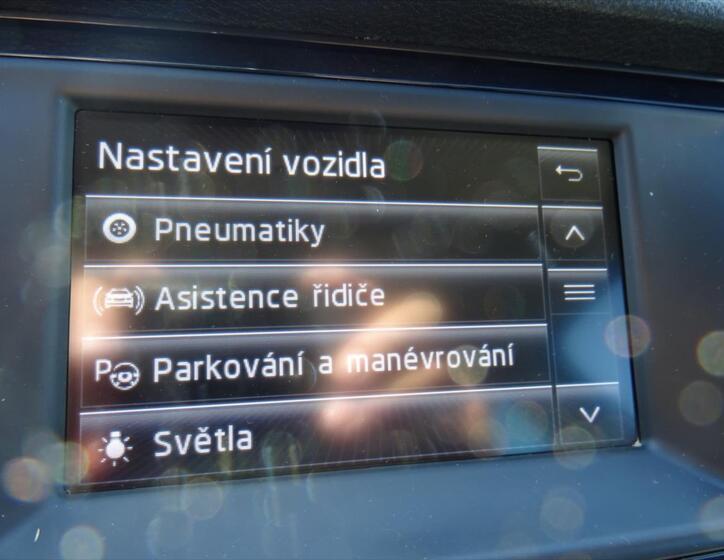 Nastavení vozidla
Pneumatiky
Asistence řidiče
P Parkování a manévrování
Světla